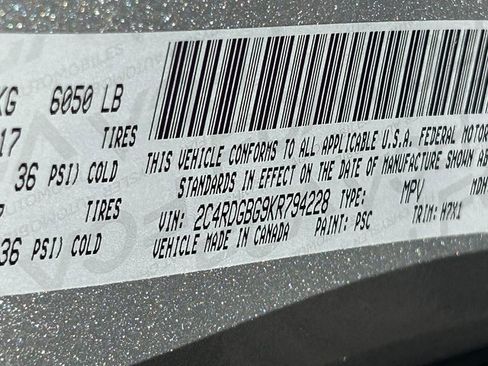 KG 6050 LB
17 TIRES
36 PSI) COLD
TIRES
36 PSI) COLD
THIS VEHICLE CONFORMS TO ALL APPLICABLE U.S.A. FEDERAL MOTOR
STANDARDS IN EFFECT ON THE DATE OF MANUFACTURE SHOWN AB
VIN: 2C4RDGBG9KR794228 TYPE: MPV MDH
VEHICLE MADE IN CANADA PAINT: PSC TRIM: H7X1